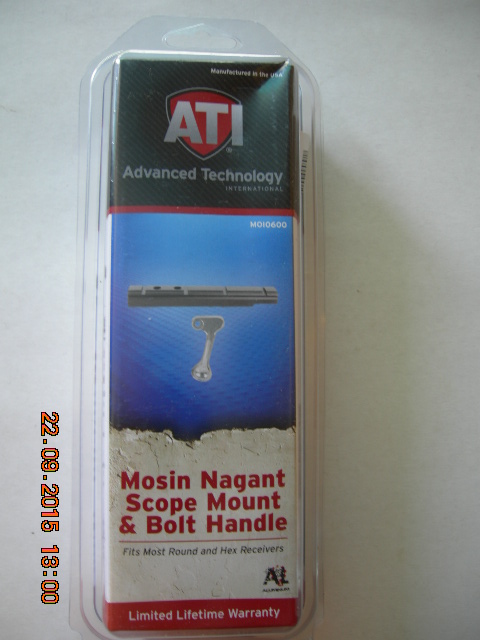 Manufactured in the USA
ATI
®
Advanced Technology
INTERNATIONAL
MOI0600
Mosin Nagant
Scope Mount
& Bolt Handle
Fits Most Round and Hex Receivers
Limited Lifetime Warranty
22.09.2015 13:00